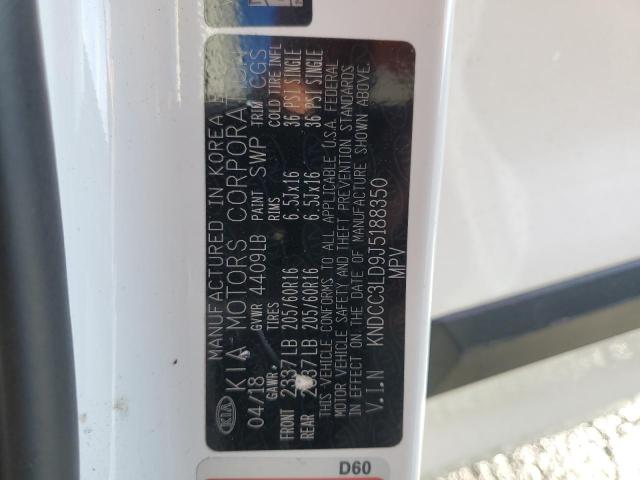 MANUFACTURED IN KOREA
KIA KIA MOTORS CORPORATION
04/18 GVWR 4409LB PAINT SWP TRIM CGS
GAWR TIRES RIMS COLD TIRE INFL
FRONT 2337LB 205/60R16 6.5Jx16 36 PSI SINGLE
REAR 2337LB 205/60R16 6.5Jx16 36 PSI SINGLE
THIS VEHICLE CONFORMS TO ALL APPLICABLE U.S.A. FEDERAL
MOTOR VEHICLE SAFETY AND THEFT PREVENTION STANDARDS
IN EFFECT ON THE DATE OF MANUFACTURE SHOWN ABOVE.
V.I.N KNDCC3LD9J5188350
MPV
D60